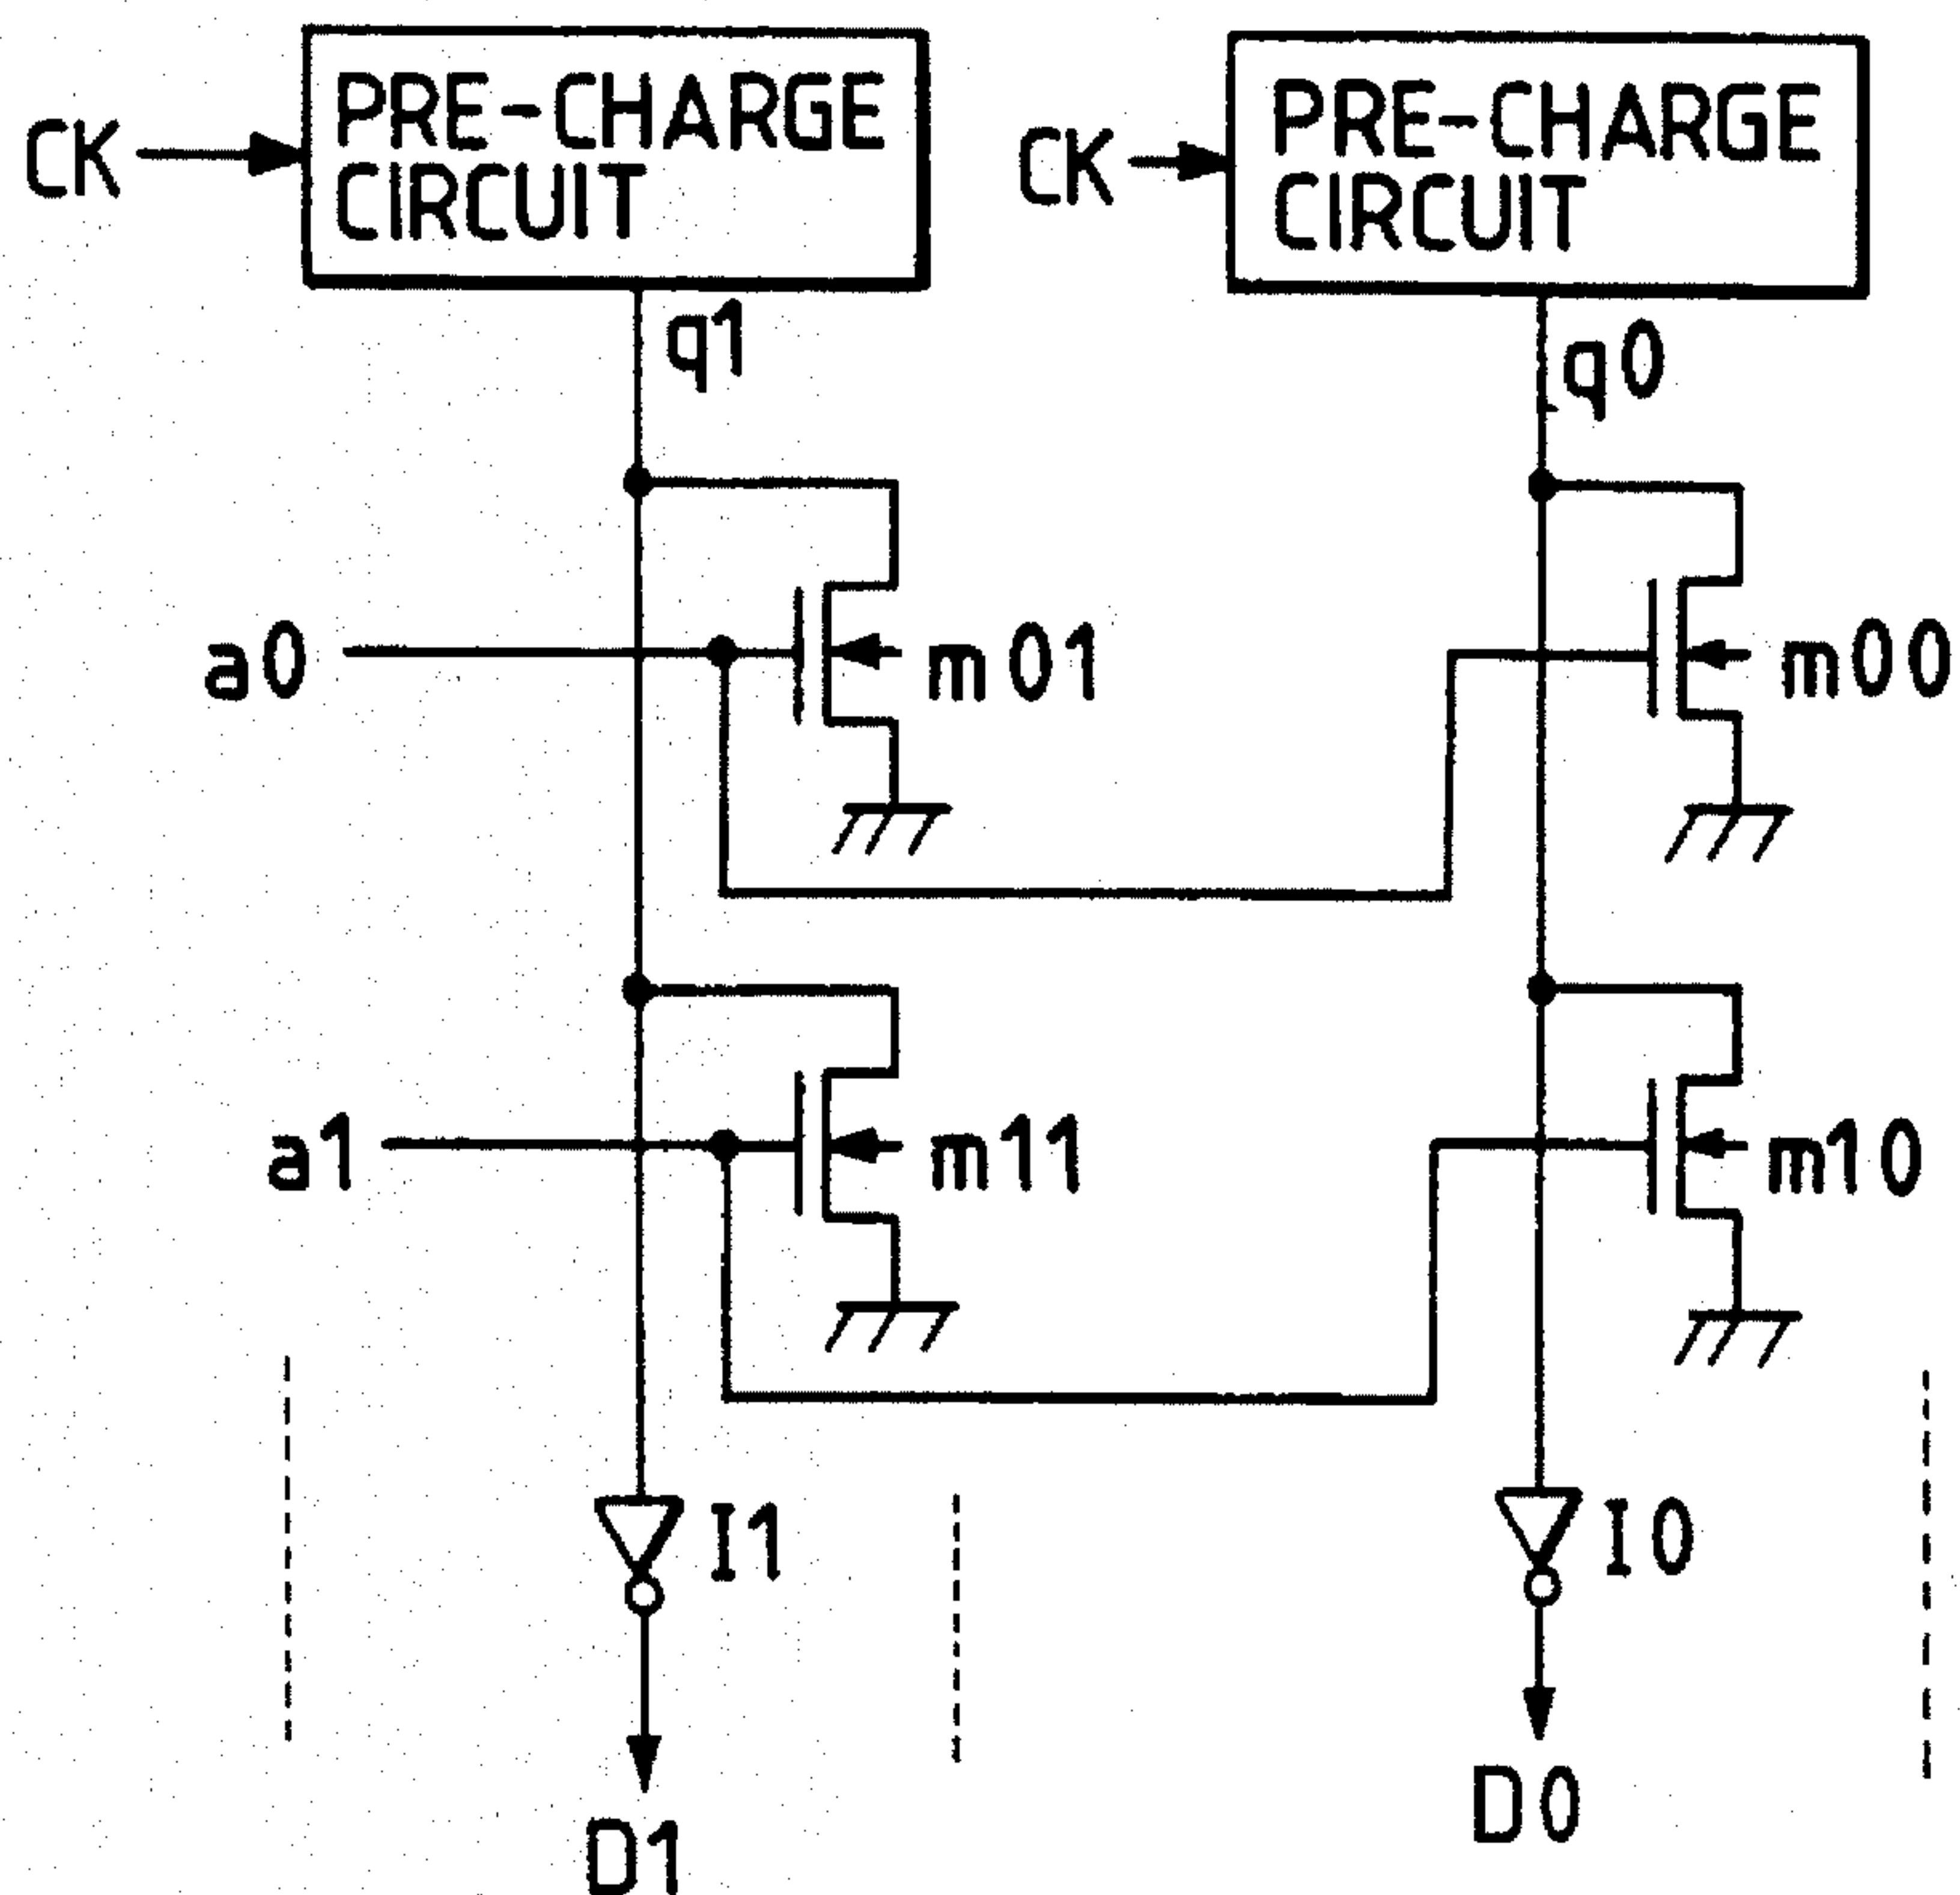 PRE-CHARGE
CIRCUIT
CK
PRE-CHARGE
CIRCUIT
CK
q1
q0
a0
m01
m00
a1
m11
m10
I1
I0
D1
D0